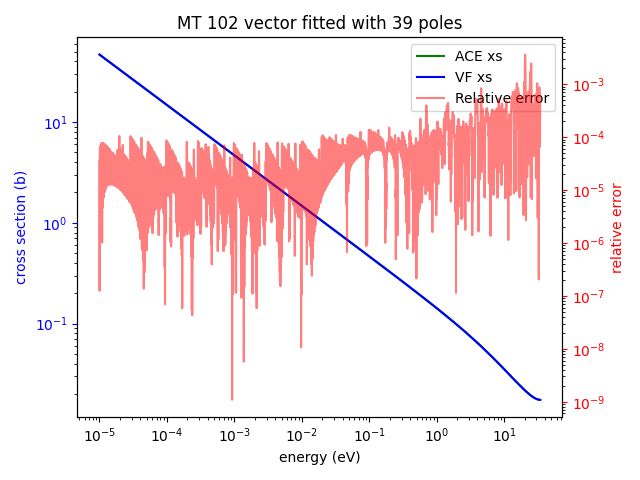 MT 102 vector fitted with 39 poles
ACE xs
VF xs
Relative error
cross section (b)
10^1
10^0
10^-1
10^-3
10^-4
10^-5
10^-6
10^-7
10^-8
10^-9
relative error
10^-5 10^-4 10^-3 10^-2 10^-1 10^0 10^1
energy (eV)